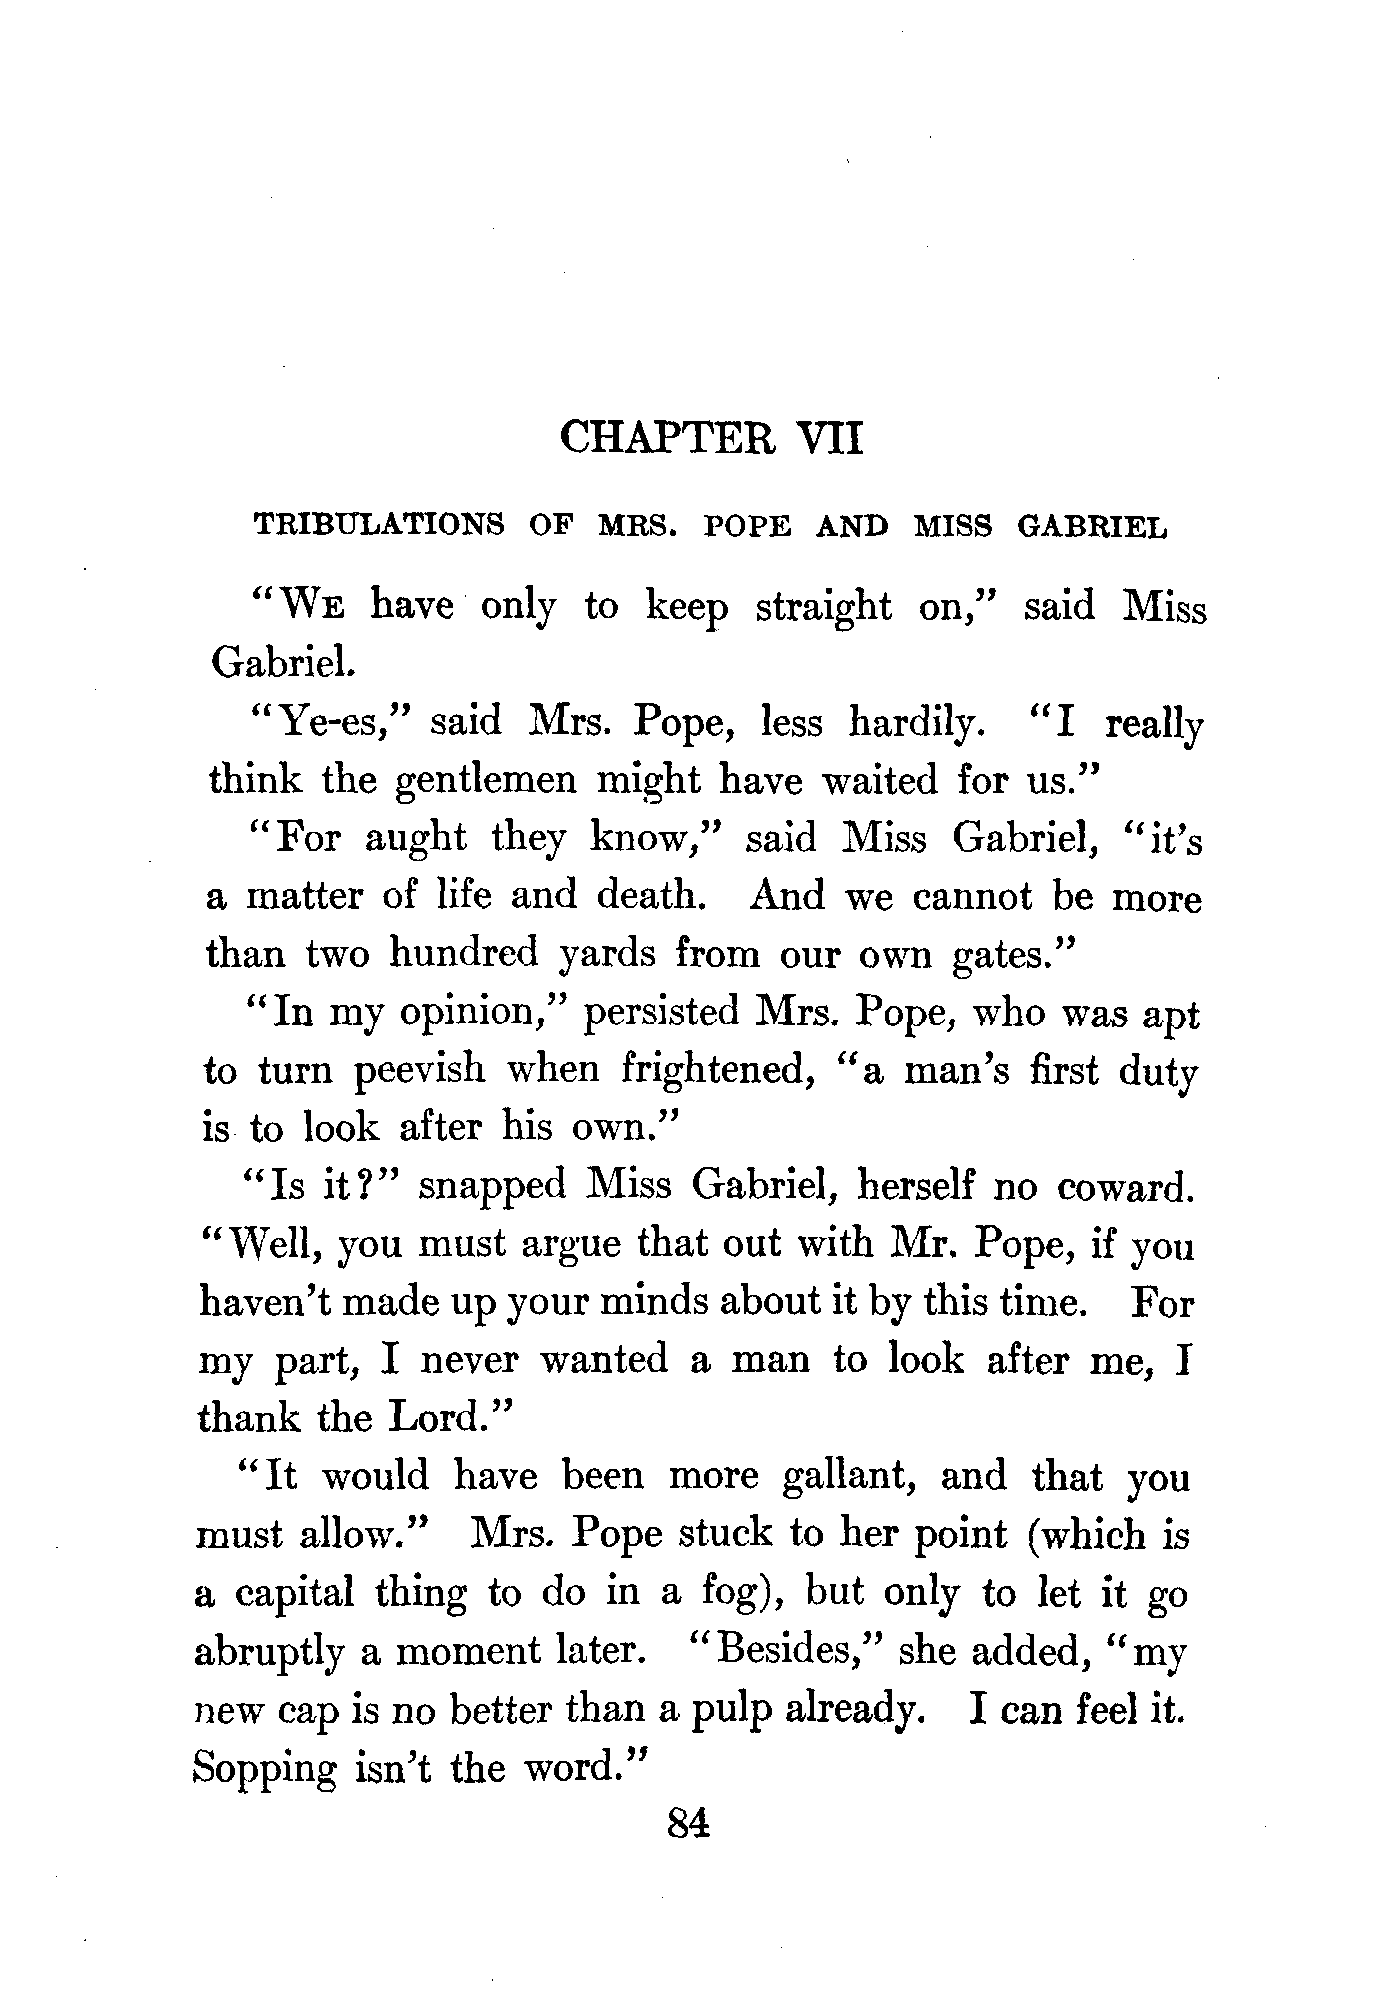 CHAPTER VII
TRIBULATIONS OF MRS. POPE AND MISS GABRIEL
“WE have only to keep straight on,” said Miss
Gabriel.
“Ye-es,” said Mrs. Pope, less hardily. “I really
think the gentlemen might have waited for us.”
“For aught they know,” said Miss Gabriel, “it’s
a matter of life and death. And we cannot be more
than two hundred yards from our own gates.”
“In my opinion,” persisted Mrs. Pope, who was apt
to turn peevish when frightened, “a man’s first duty
is to look after his own.”
“Is it?” snapped Miss Gabriel, herself no coward.
“Well, you must argue that out with Mr. Pope, if you
haven’t made up your minds about it by this time. For
my part, I never wanted a man to look after me, I
thank the Lord.”
“It would have been more gallant, and that you
must allow.” Mrs. Pope stuck to her point (which is
a capital thing to do in a fog), but only to let it go
abruptly a moment later. “Besides,” she added, “my
new cap is no better than a pulp already. I can feel it.
Sopping isn’t the word.”
84